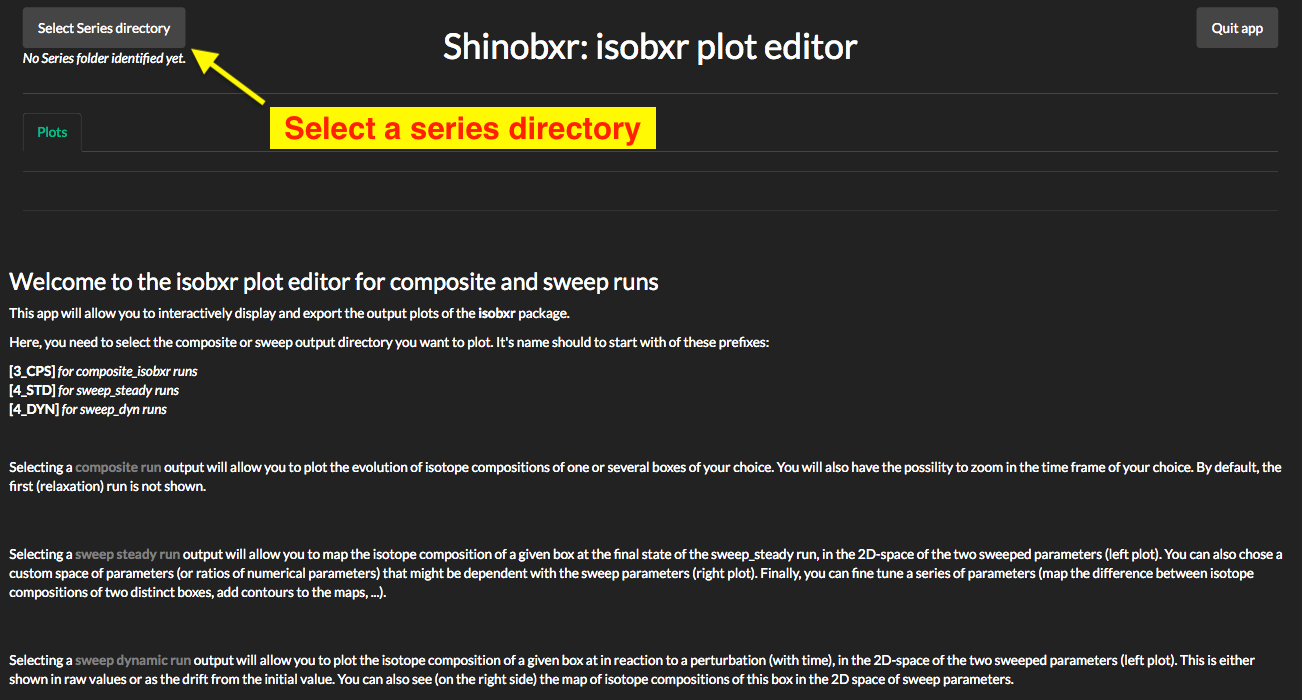 Select Series directory
No Series folder identified yet.
Shinobxr: isobxr plot editor
Quit app
Plots
Select a series directory
Welcome to the isobxr plot editor for composite and sweep runs
This app will allow you to interactively display and export the output plots of the isobxr package.
Here, you need to select the composite or sweep output directory you want to plot. It's name should to start with of these prefixes:
[3_CPS] for composite_isobxr runs
[4_STD] for sweep_steady runs
[4_DYN] for sweep_dyn runs
Selecting a composite run output will allow you to plot the evolution of isotope compositions of one or several boxes of your choice. You will also have the possility to zoom in the time frame of your choice. By default, the
first (relaxation) run is not shown.
Selecting a sweep steady run output will allow you to map the isotope composition of a given box at the final state of the sweep_steady run, in the 2D-space of the two sweeped parameters (left plot). You can also chose a
custom space of parameters (or ratios of numerical parameters) that might be dependent with the sweep parameters (right plot). Finally, you can fine tune a series of parameters (map the difference between isotope
compositions of two distinct boxes, add contours to the maps, ...).
Selecting a sweep dynamic run output will allow you to plot the isotope composition of a given box at in reaction to a perturbation (with time), in the 2D-space of the two sweeped parameters (left plot). This is either
shown in raw values or as the drift from the initial value. You can also see (on the right side) the map of isotope compositions of this box in the 2D space of sweep parameters.